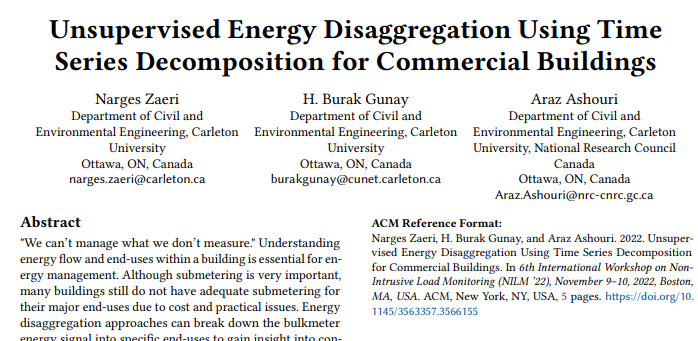 Unsupervised Energy Disaggregation Using Time
Series Decomposition for Commercial Buildings
Narges Zaeri
Department of Civil and
Environmental Engineering, Carleton
University
Ottawa, ON, Canada
narges.zaeri@carleton.ca
H. Burak Gunay
Department of Civil and
Environmental Engineering, Carleton
University
Ottawa, ON, Canada
burakgunay@cunet.carleton.ca
Araz Ashouri
Department of Civil and
Environmental Engineering, Carleton
University, National Research Council
Canada
Ottawa, ON, Canada
Araz.Ashouri@nrc-cnrc.gc.ca
Abstract
"We can't manage what we don't measure." Understanding
energy flow and end-uses within a building is essential for en-
ergy management. Although submetering is very important,
many buildings still do not have adequate submetering for
their major end-uses due to cost and practical issues. Energy
disaggregation approaches can break down the bulkmeter
energy signal into specific end-uses to gain insight into con-
ACM Reference Format:
Narges Zaeri, H. Burak Gunay, and Araz Ashouri. 2022. Unsuper-
vised Energy Disaggregation Using Time Series Decomposition
for Commercial Buildings. In 6th International Workshop on Non-
Intrusive Load Monitoring (NILM '22), November 9–10, 2022, Boston,
MA, USA. ACM, New York, NY, USA, 5 pages. https://doi.org/10.
1145/3563357.3566155